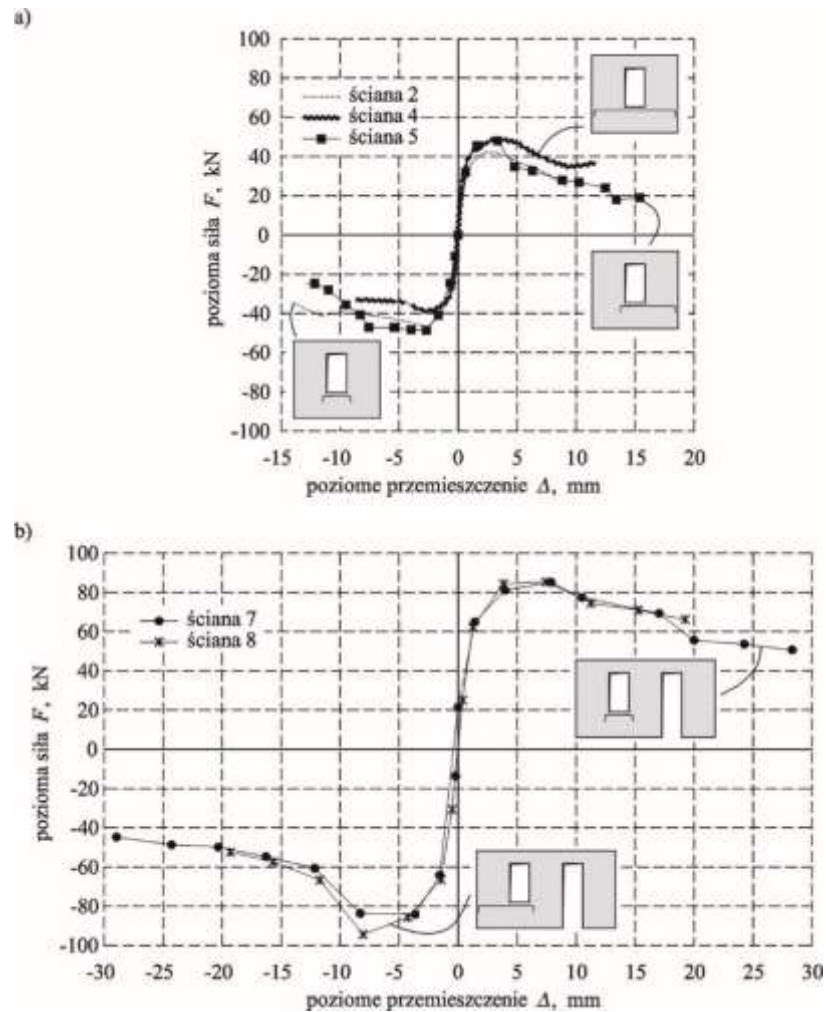 a)
100
80
60
40
20
0
-20
-40
-60
-80
-100
ściana 2
ściana 4
ściana 5
pozioma siła F, kN
-15 -10 -5 0 5 10 15 20
poziome przemieszczenie Δ, mm
b)
100
80
60
40
20
0
-20
-40
-60
-80
-100
ściana 7
ściana 8
pozioma siła F, kN
-30 -25 -20 -15 -10 -5 0 5 10 15 20 25 30
poziome przemieszczenie Δ, mm